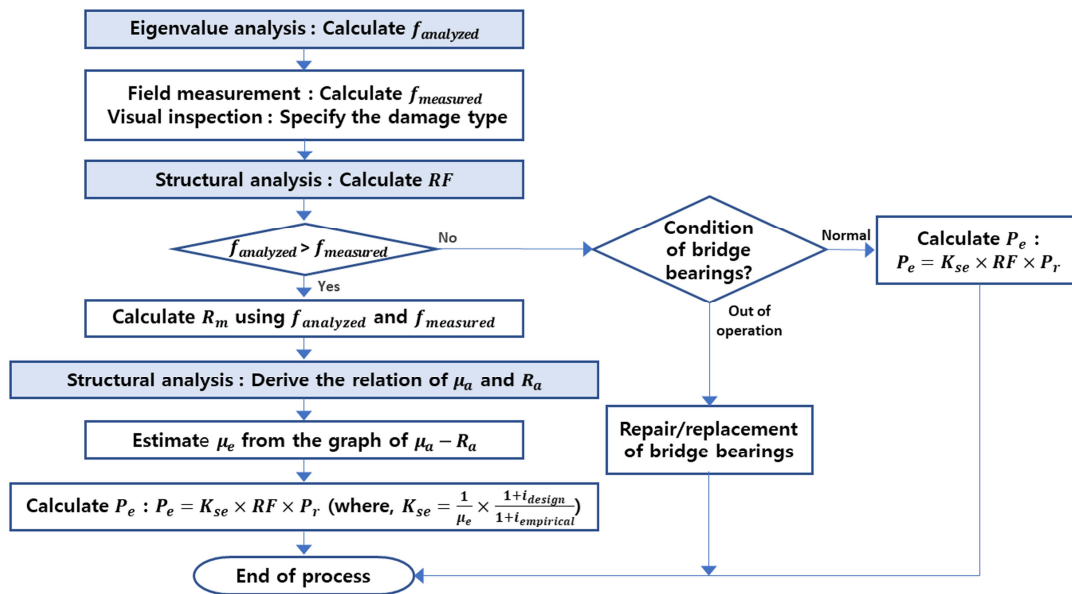 Eigenvalue analysis : Calculate f_analyzed
Field measurement : Calculate f_measured
Visual inspection : Specify the damage type
Structural analysis : Calculate RF
f_analyzed > f_measured
No
Yes
Condition
of bridge
bearings?
Normal
Calculate P_e :
P_e = K_se × RF × P_r
Out of
operation
Calculate R_m using f_analyzed and f_measured
Structural analysis : Derive the relation of μ_a and R_a
Repair/replacement
of bridge bearings
Estimate μ_e from the graph of μ_a − R_a
Calculate P_e : P_e = K_se × RF × P_r (where, K_se = 1/μ_e × 1+i_design/1+i_empirical)
End of process